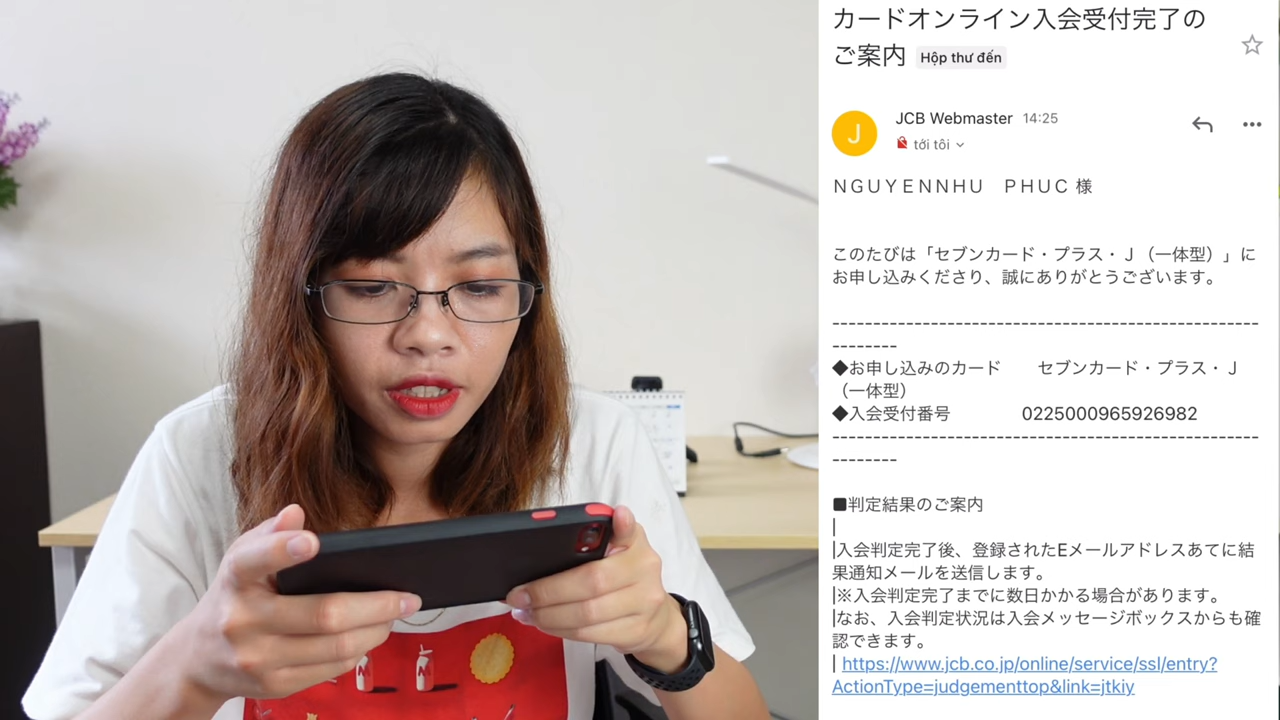 カードオンライン入会受付完了の
ご案内 Hộp thư đến
J
JCB Webmaster 14:25
tới tôi
ＮＧＵＹＥＮＮＨＵ　ＰＨＵＣ 様
このたびは「セブンカード・プラス・Ｊ（一体型）」に
お申し込みくださり、誠にありがとうございます。
----------------------------------------------------
--------
◆お申し込みのカード　　セブンカード・プラス・Ｊ
（一体型）
◆入会受付番号　　　　0225000965926982
----------------------------------------------------
--------
■判定結果のご案内
|
|入会判定完了後、登録されたEメールアドレスあてに結
果通知メールを送信します。
|※入会判定完了までに数日かかる場合があります。
|なお、入会判定状況は入会メッセージボックスからも確
認できます。
| https://www.jcb.co.jp/online/service/ssl/entry?
ActionType=judgementtop&link=jtkiy